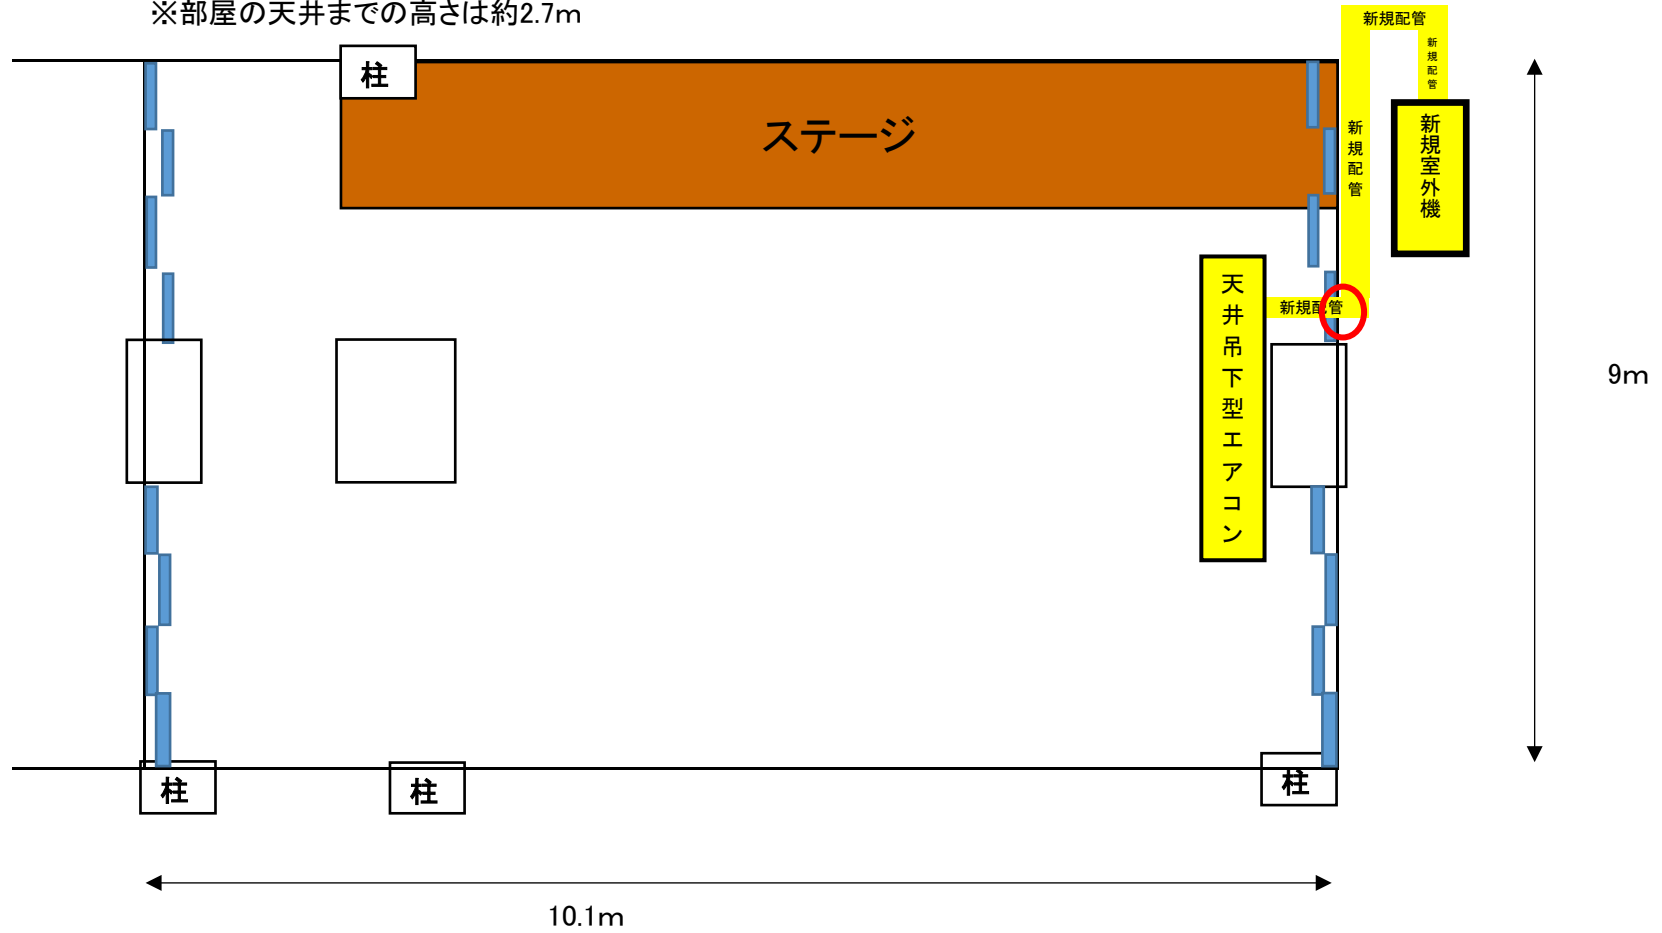 ※部屋の天井までの高さは約2.7m
新規配管
新規配管
柱
ステージ
新規配管
新規室外機
天井吊下型エアコン
新規配管
9m
柱
柱
柱
10.1m